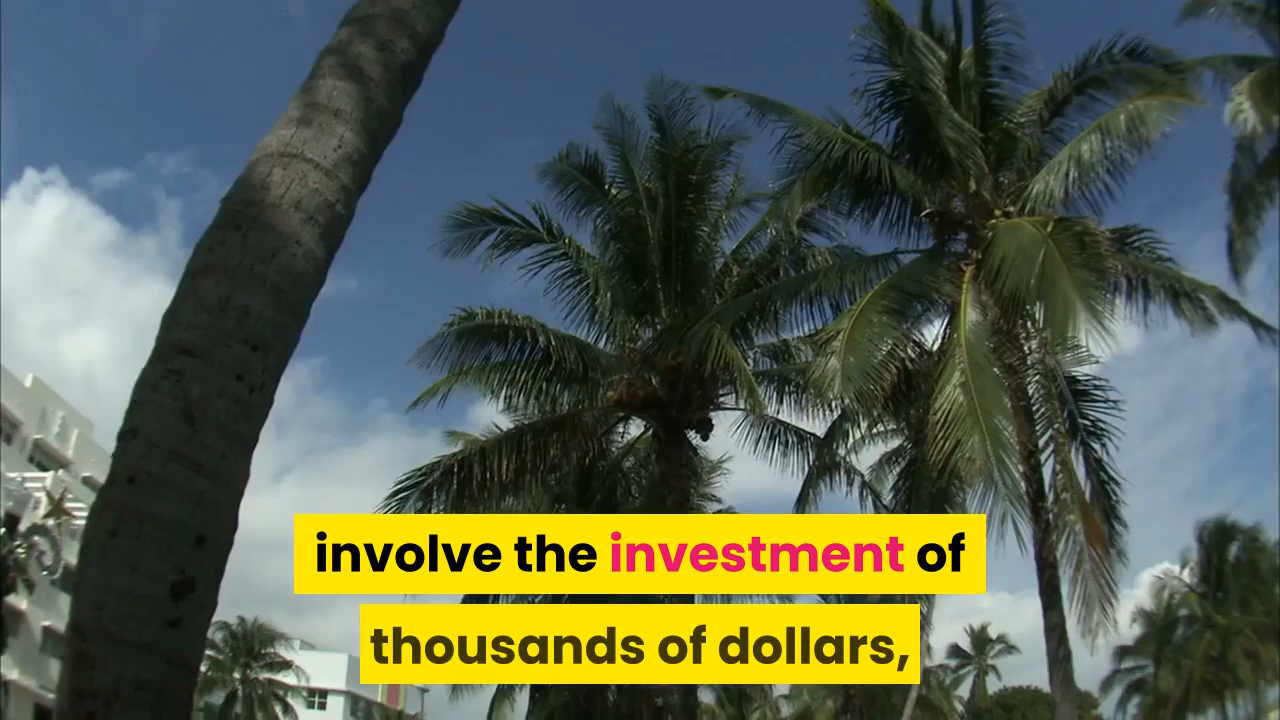 involve the investment of
thousands of dollars,